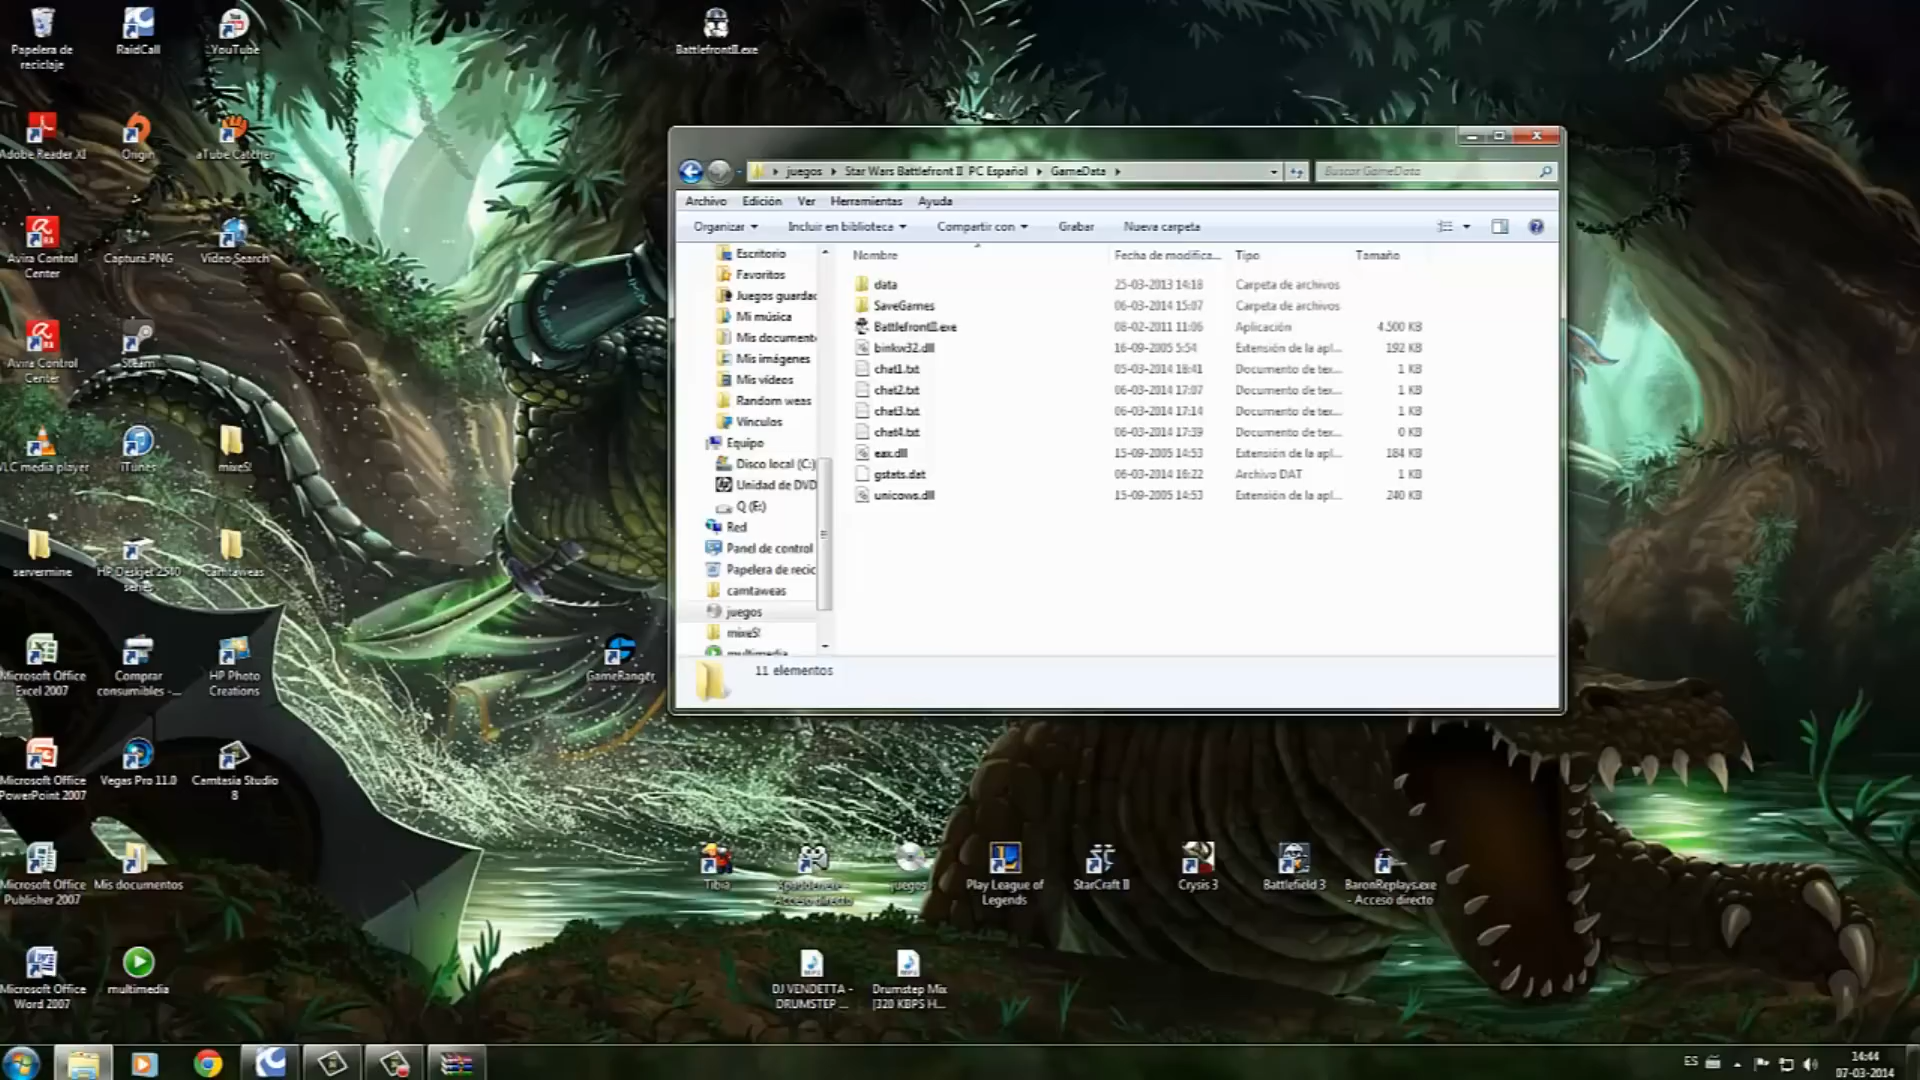 Papelera de
reciclaje
RaidCall
YouTube
BattlefrontII.exe
Adobe Reader XI
Origin
aTube Catcher
Avira Control
Center
Captura.PNG
Video Search
Avira Control
Center
Steam
VLC media player
iTunes
mixeS!
servermine
HP Deskjet 2540
series
camtaweas
Microsoft Office
Excel 2007
Comprar
consumibles -...
HP Photo
Creations
GameRanger
Microsoft Office
PowerPoint 2007
Vegas Pro 11.0
Camtasia Studio
8
Microsoft Office
Publisher 2007
Mis documentos
Microsoft Office
Word 2007
multimedia
juegos
Star Wars Battlefront II PC Español
GameData
Buscar GameData
Archivo
Edición
Ver
Herramientas
Ayuda
Organizar
Incluir en biblioteca
Compartir con
Grabar
Nueva carpeta
Escritorio
Favoritos
Juegos guardac
Mi música
Mis document
Mis imágenes
Mis vídeos
Random weas
Vínculos
Equipo
Disco local (C:)
Unidad de DVD
Q (E:)
Red
Panel de control
Papelera de recic
camtaweas
juegos
mixeS!
multimedia
Nombre Fecha de modifica... Tipo Tamaño
data 25-03-2013 14:18 Carpeta de archivos
SaveGames 06-03-2014 15:07 Carpeta de archivos
BattlefrontII.exe 08-02-2011 11:06 Aplicación 4.500 KB
binkw32.dll 16-09-2005 5:54 Extensión de la apl... 192 KB
chat1.txt 05-03-2014 18:41 Documento de tex... 1 KB
chat2.txt 06-03-2014 17:07 Documento de tex... 1 KB
chat3.txt 06-03-2014 17:14 Documento de tex... 1 KB
chat4.txt 06-03-2014 17:39 Documento de tex... 0 KB
eax.dll 15-09-2005 14:53 Extensión de la apl... 184 KB
gstats.dat 06-03-2014 16:22 Archivo DAT 1 KB
unicows.dll 15-09-2005 14:53 Extensión de la apl... 240 KB
11 elementos
Tibia
Acceso directo
juegos
Play League of
Legends
StarCraft II
Crysis 3
Battlefield 3
BaronReplays.exe
- Acceso directo
DJ VENDETTA -
DRUMSTEP ...
Drumstep Mix
[320 KBPS H...
ES
14:44
07-03-2014